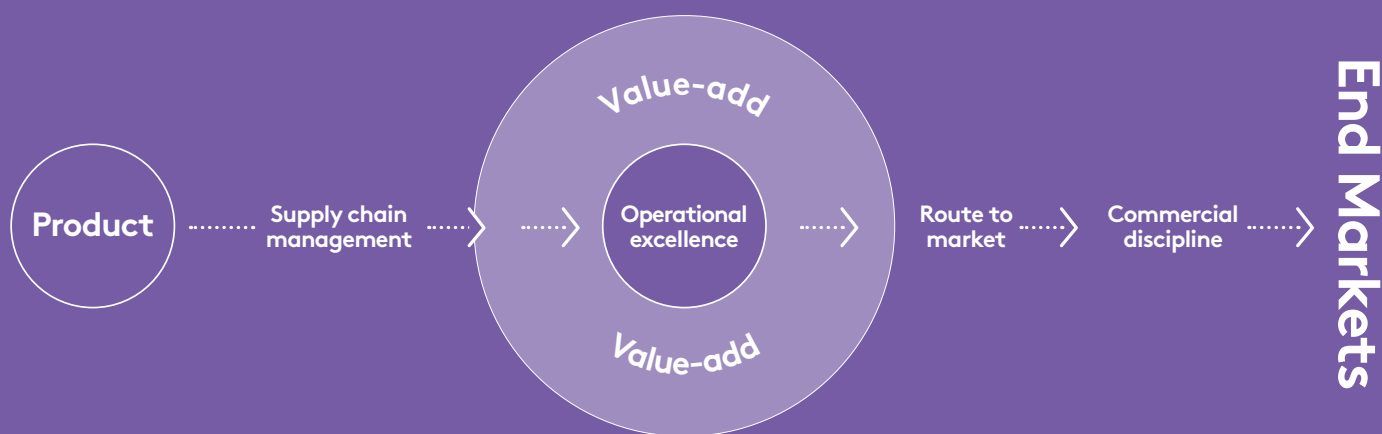 Value-add
Product
Supply chain
management
Operational
excellence
Route to
market
Commercial
discipline
End Markets
Value-add